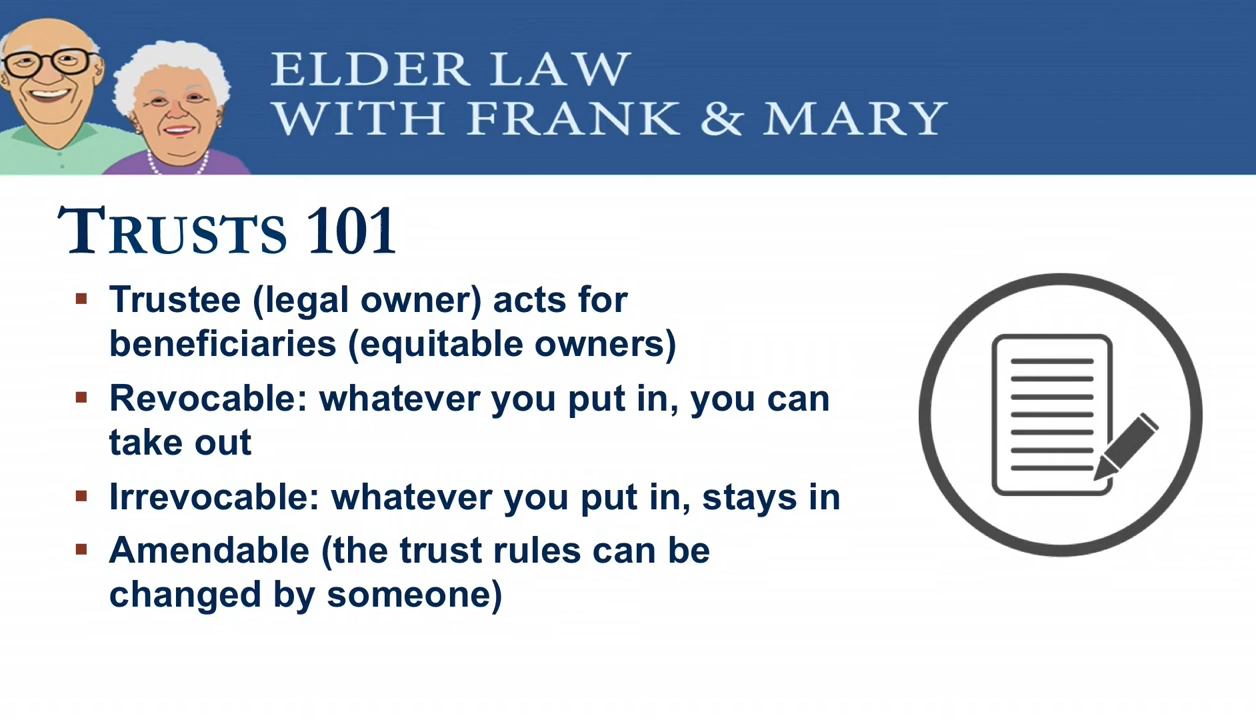 ELDER LAW
WITH FRANK & MARY
TRUSTS 101
▪ Trustee (legal owner) acts for
beneficiaries (equitable owners)
▪ Revocable: whatever you put in, you can
take out
▪ Irrevocable: whatever you put in, stays in
▪ Amendable (the trust rules can be
changed by someone)